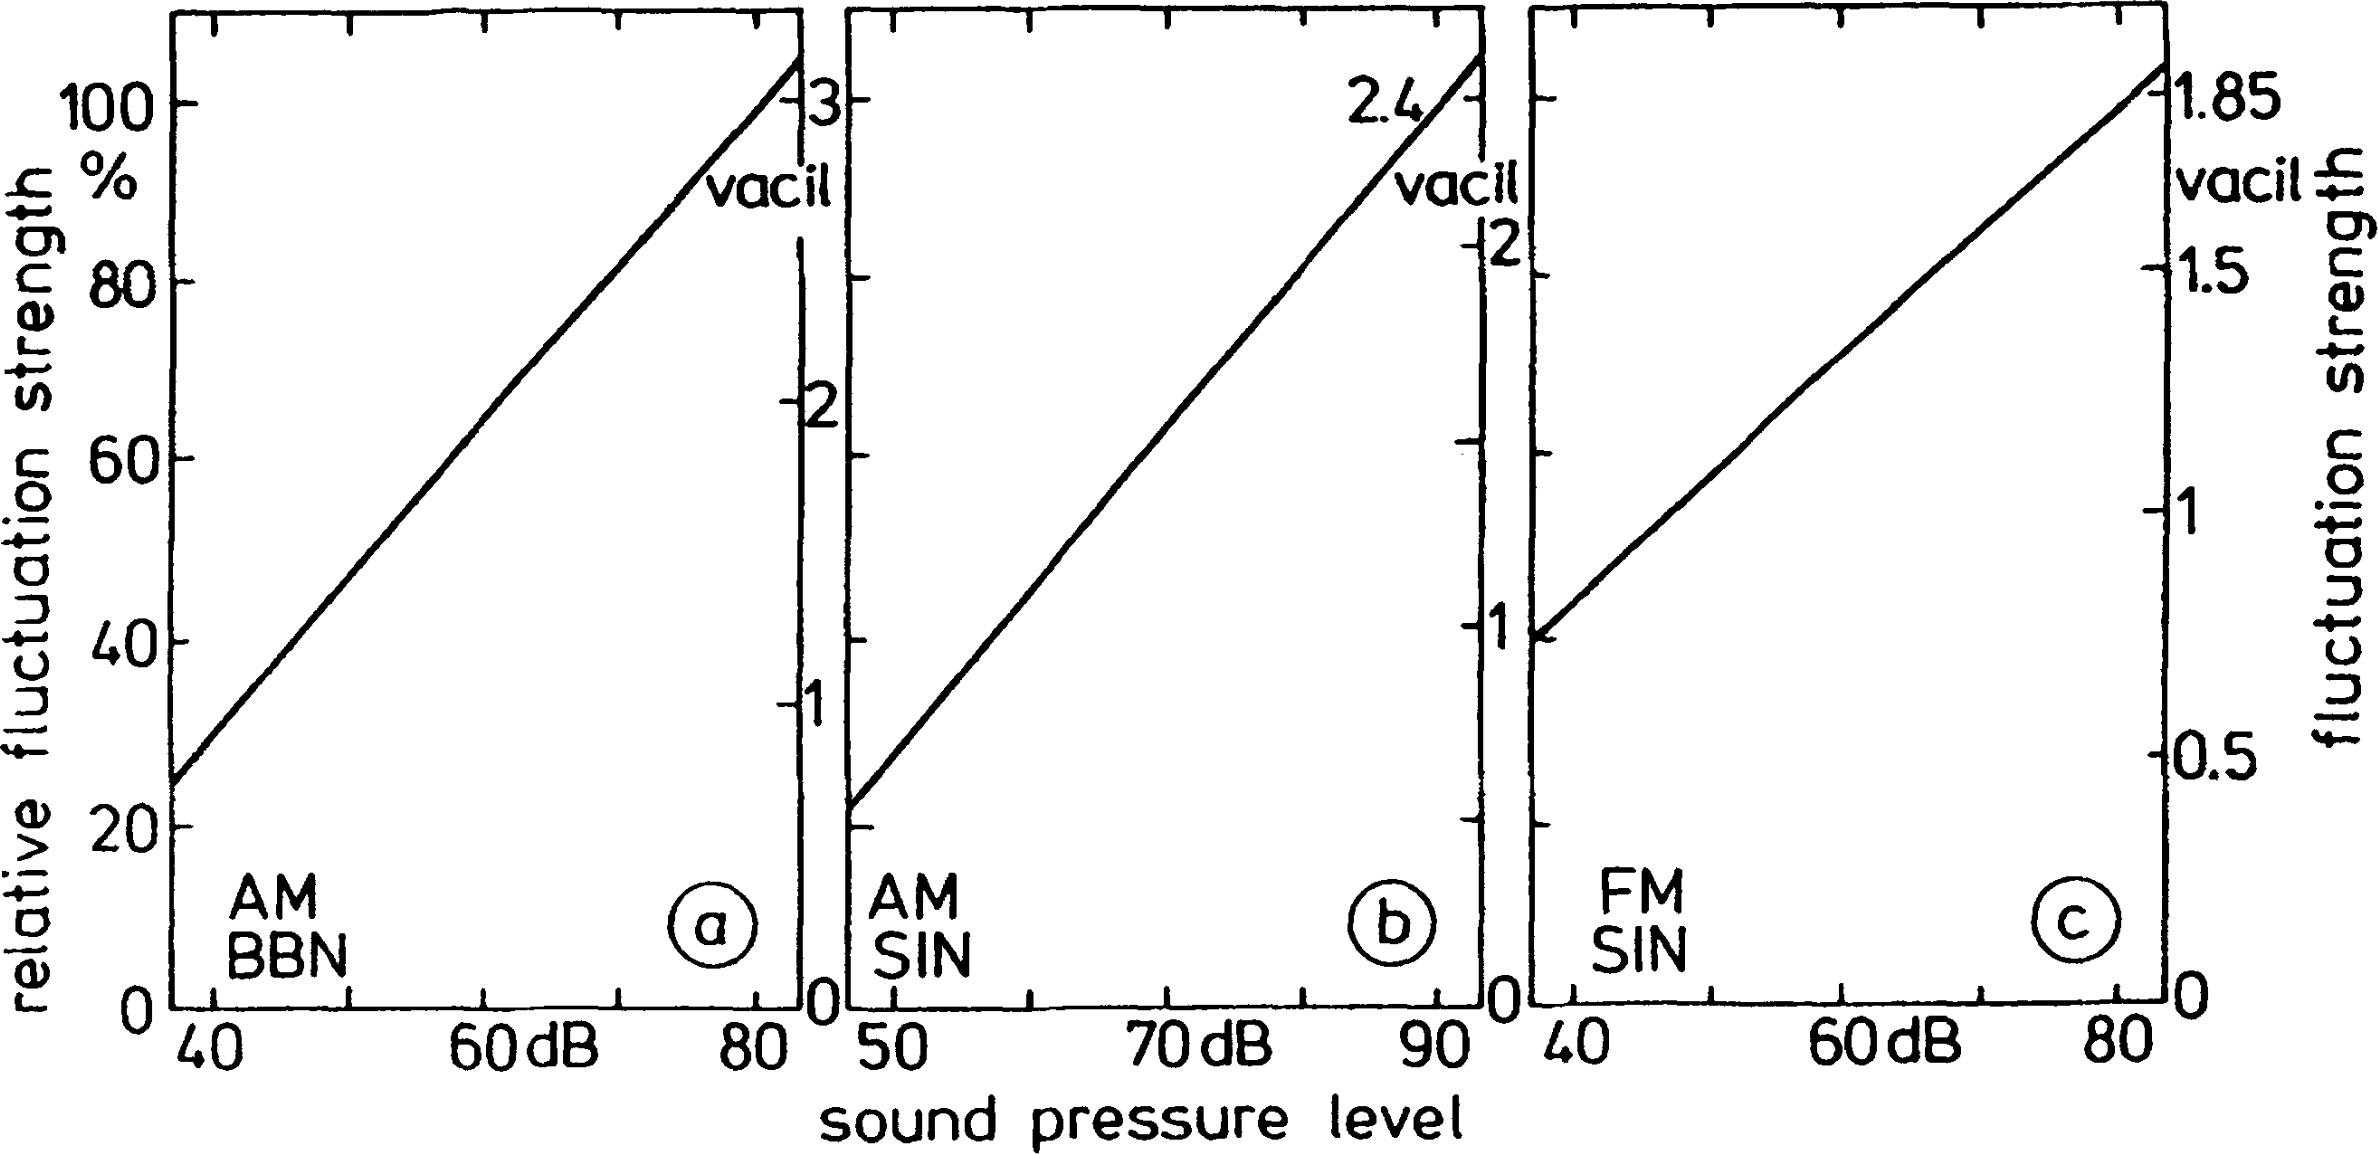 relative fluctuation strength
100
%
80
60
40
20
0
AM
BBN
a
40
60 dB
80
3
vacil
2
1
0
AM
SIN
b
50
70 dB
90
2.4
vacil
2
1
0
FM
SIN
c
40
60 dB
80
1.85
vacil
1.5
1
0.5
0
fluctuation strength
sound pressure level